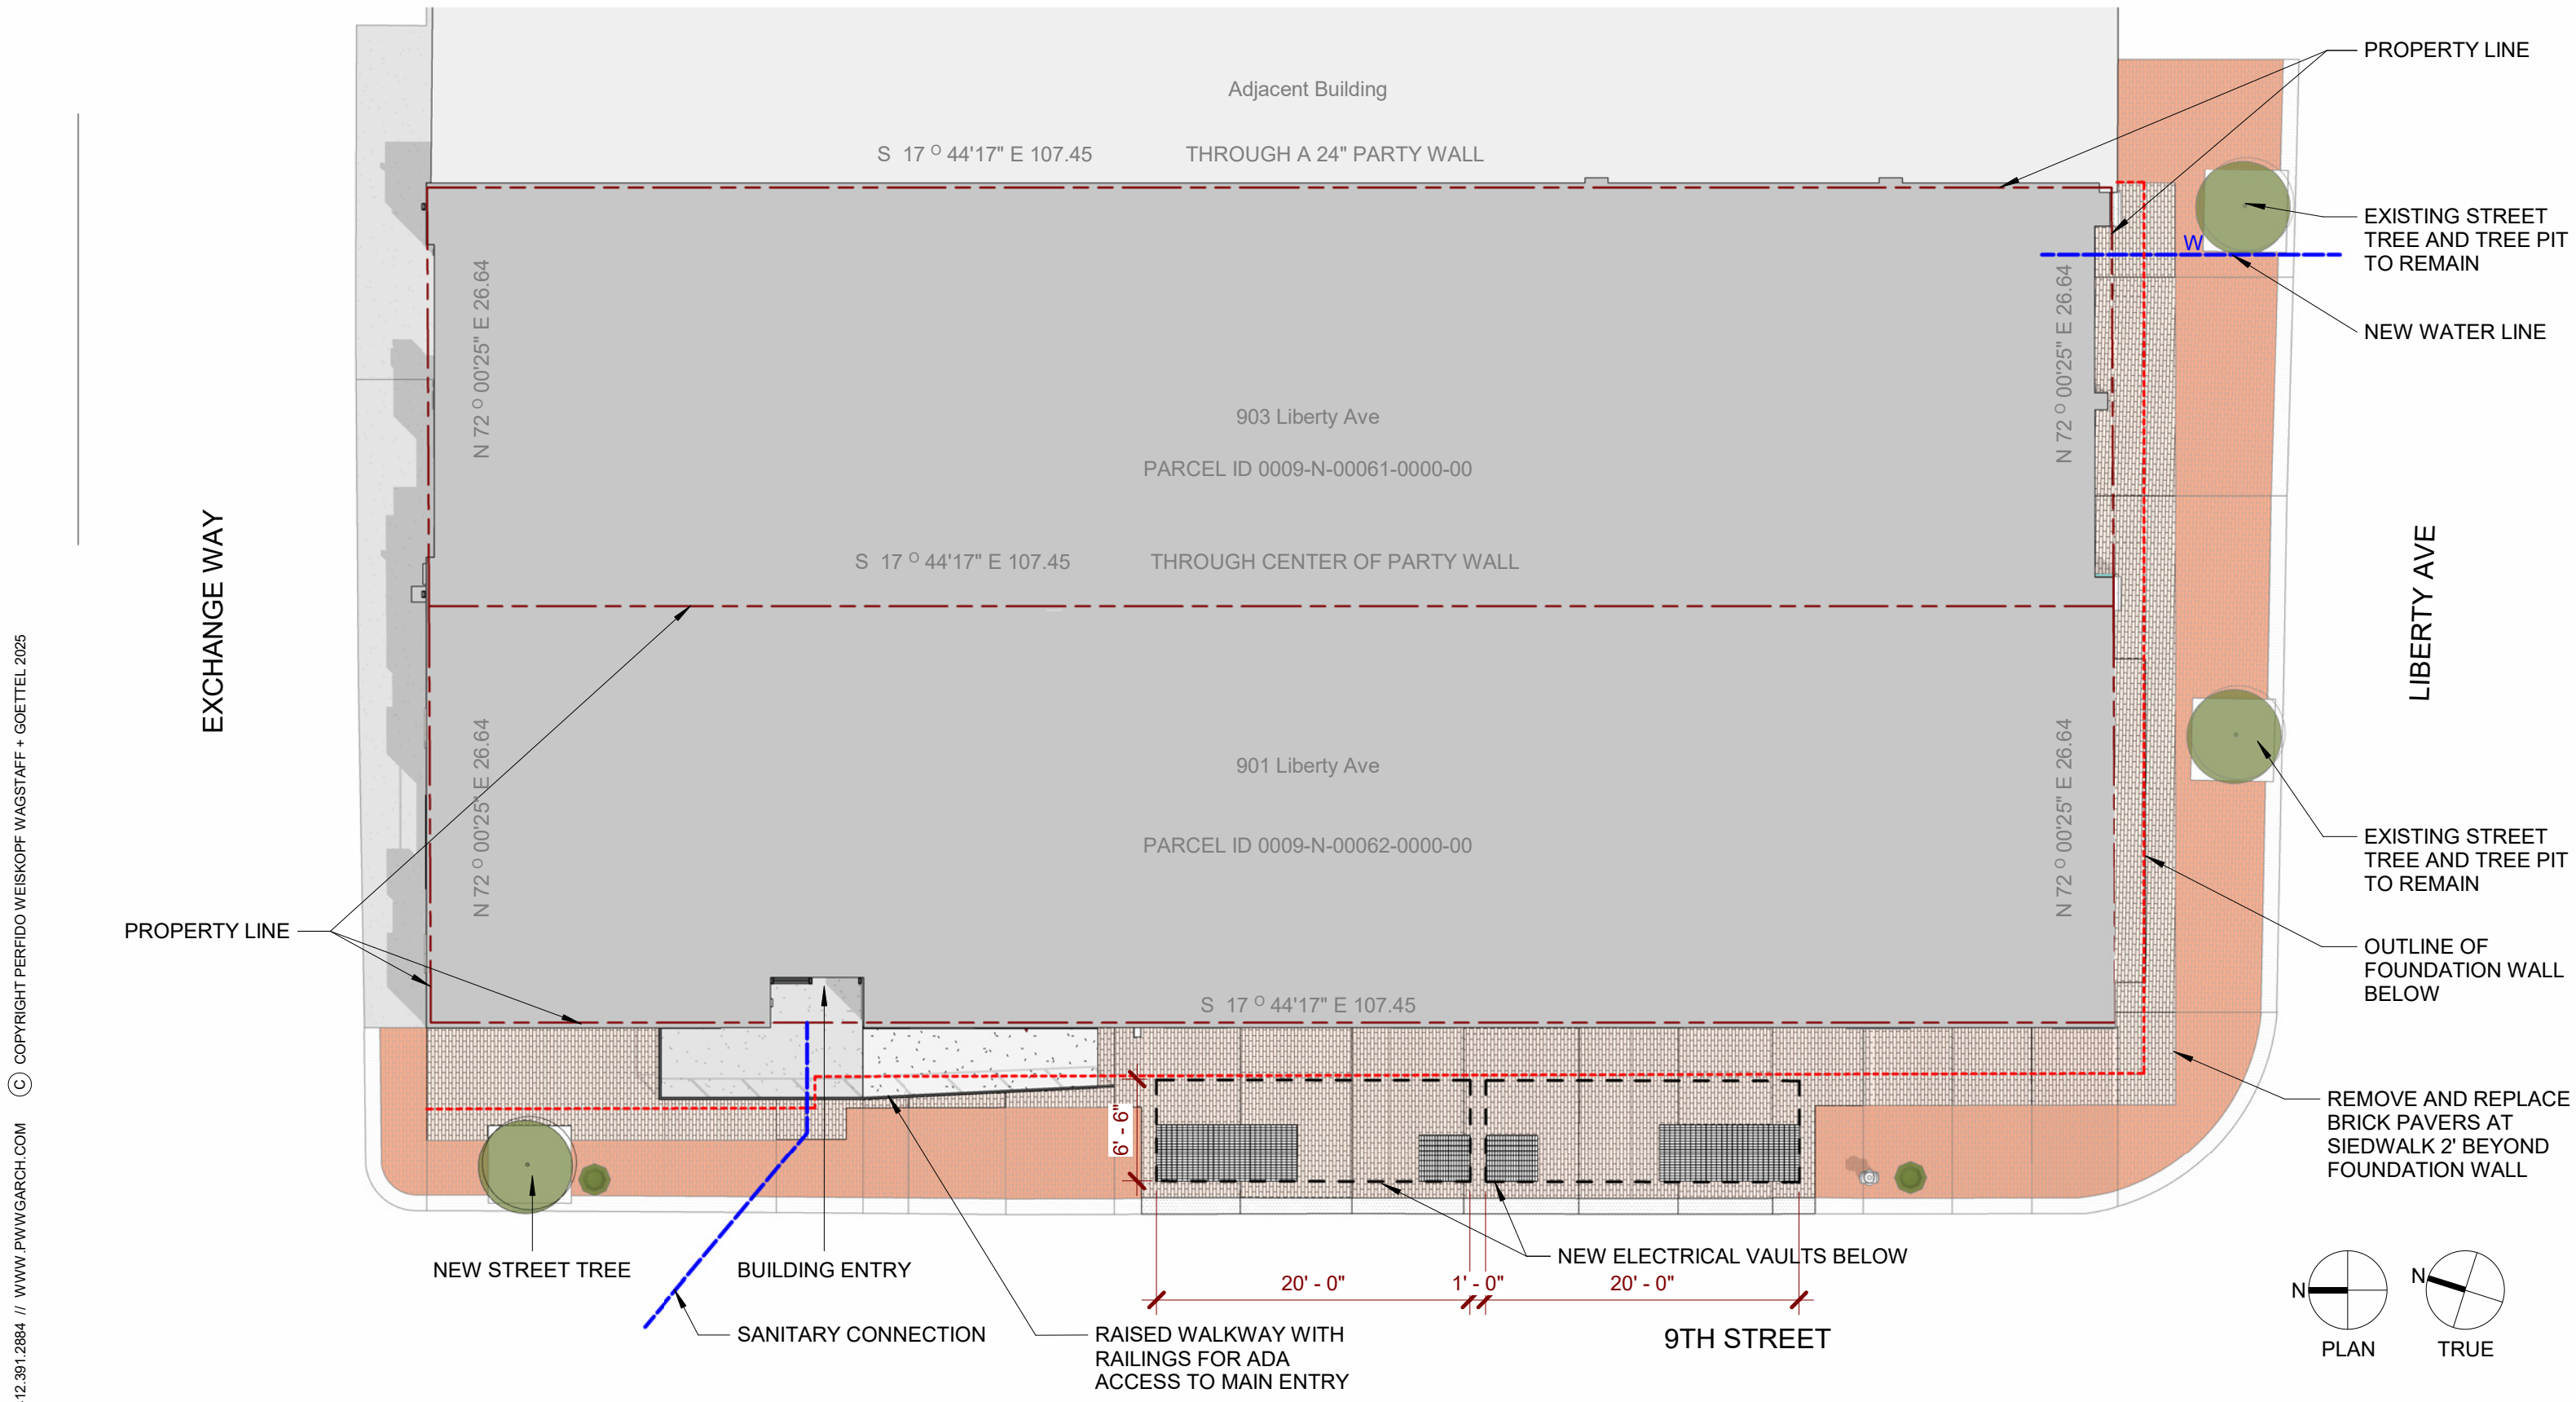 Adjacent Building
S 17 O 44'17" E 107.45 THROUGH A 24" PARTY WALL
PROPERTY LINE
EXISTING STREET
TREE AND TREE PIT
TO REMAIN
W
NEW WATER LINE
N 72 O 00'25" E 26.64
N 72 O 00'25" E 26.64
903 Liberty Ave
PARCEL ID 0009-N-00061-0000-00
S 17 O 44'17" E 107.45 THROUGH CENTER OF PARTY WALL
EXCHANGE WAY
LIBERTY AVE
N 72 O 00'25" E 26.64
N 72 O 00'25" E 26.64
901 Liberty Ave
PARCEL ID 0009-N-00062-0000-00
EXISTING STREET
TREE AND TREE PIT
TO REMAIN
PROPERTY LINE
OUTLINE OF
FOUNDATION WALL
BELOW
S 17 O 44'17" E 107.45
REMOVE AND REPLACE
BRICK PAVERS AT
SIEDWALK 2' BEYOND
FOUNDATION WALL
6' - 6"
NEW STREET TREE
BUILDING ENTRY
NEW ELECTRICAL VAULTS BELOW
20' - 0"
1' - 0"
20' - 0"
SANITARY CONNECTION
RAISED WALKWAY WITH
RAILINGS FOR ADA
ACCESS TO MAIN ENTRY
9TH STREET
N
PLAN
N
TRUE
12.391.2884 // WWW.PWWGARCH.COM C COPYRIGHT PERFIDO WEISKOPF WAGSTAFF + GOETTEL 2025